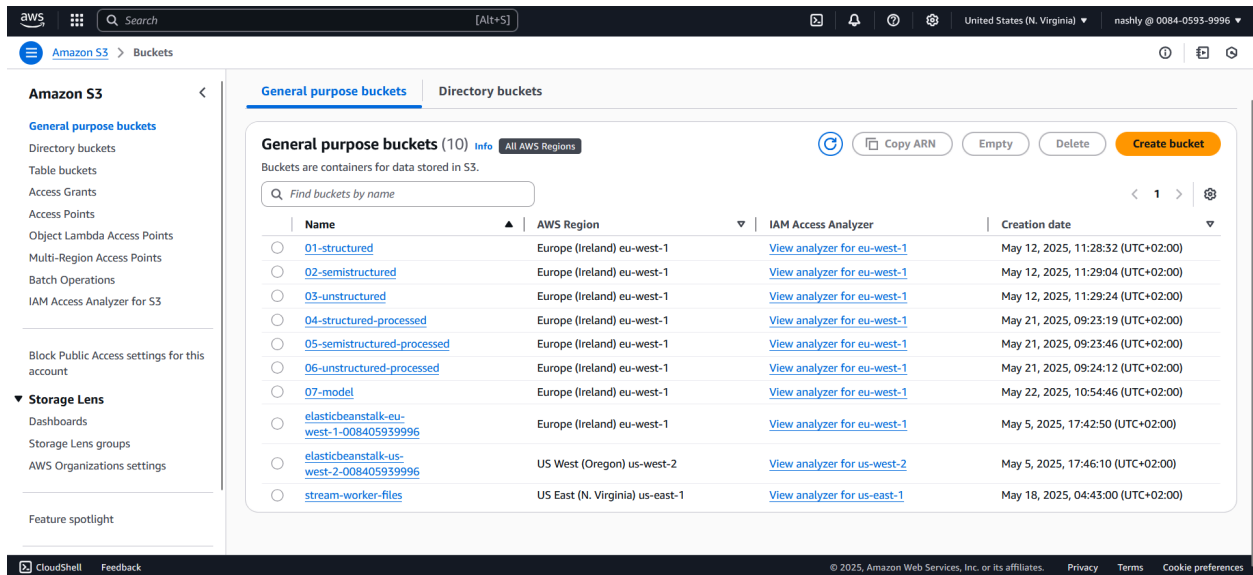 aws Search [Alt+S] United States (N. Virginia) ▼ nashly @ 0084-0593-9996 ▼
Amazon S3 > Buckets
Amazon S3
General purpose buckets
Directory buckets
Table buckets
Access Grants
Access Points
Object Lambda Access Points
Multi-Region Access Points
Batch Operations
IAM Access Analyzer for S3
Block Public Access settings for this
account
Storage Lens
Dashboards
Storage Lens groups
AWS Organizations settings
Feature spotlight
General purpose buckets Directory buckets
General purpose buckets (10) Info All AWS Regions Copy ARN Empty Delete Create bucket
Buckets are containers for data stored in S3.
Find buckets by name < 1 >
Name AWS Region IAM Access Analyzer Creation date
01-structured Europe (Ireland) eu-west-1 View analyzer for eu-west-1 May 12, 2025, 11:28:32 (UTC+02:00)
02-semistructured Europe (Ireland) eu-west-1 View analyzer for eu-west-1 May 12, 2025, 11:29:04 (UTC+02:00)
03-unstructured Europe (Ireland) eu-west-1 View analyzer for eu-west-1 May 12, 2025, 11:29:24 (UTC+02:00)
04-structured-processed Europe (Ireland) eu-west-1 View analyzer for eu-west-1 May 21, 2025, 09:23:19 (UTC+02:00)
05-semistructured-processed Europe (Ireland) eu-west-1 View analyzer for eu-west-1 May 21, 2025, 09:23:46 (UTC+02:00)
06-unstructured-processed Europe (Ireland) eu-west-1 View analyzer for eu-west-1 May 21, 2025, 09:24:12 (UTC+02:00)
07-model Europe (Ireland) eu-west-1 View analyzer for eu-west-1 May 22, 2025, 10:54:46 (UTC+02:00)
elasticbeanstalk-eu-
west-1-008405939996 Europe (Ireland) eu-west-1 View analyzer for eu-west-1 May 5, 2025, 17:42:50 (UTC+02:00)
elasticbeanstalk-us-
west-2-008405939996 US West (Oregon) us-west-2 View analyzer for us-west-2 May 5, 2025, 17:46:10 (UTC+02:00)
stream-worker-files US East (N. Virginia) us-east-1 View analyzer for us-east-1 May 18, 2025, 04:43:00 (UTC+02:00)
CloudShell Feedback © 2025, Amazon Web Services, Inc. or its affiliates. Privacy Terms Cookie preferences